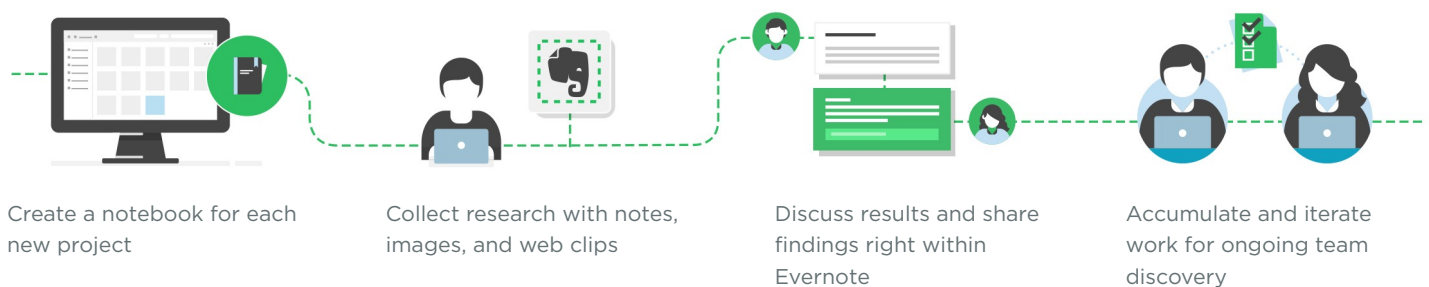 Create a notebook for each
new project
Collect research with notes,
images, and web clips
Discuss results and share
findings right within
Evernote
Accumulate and iterate
work for ongoing team
discovery